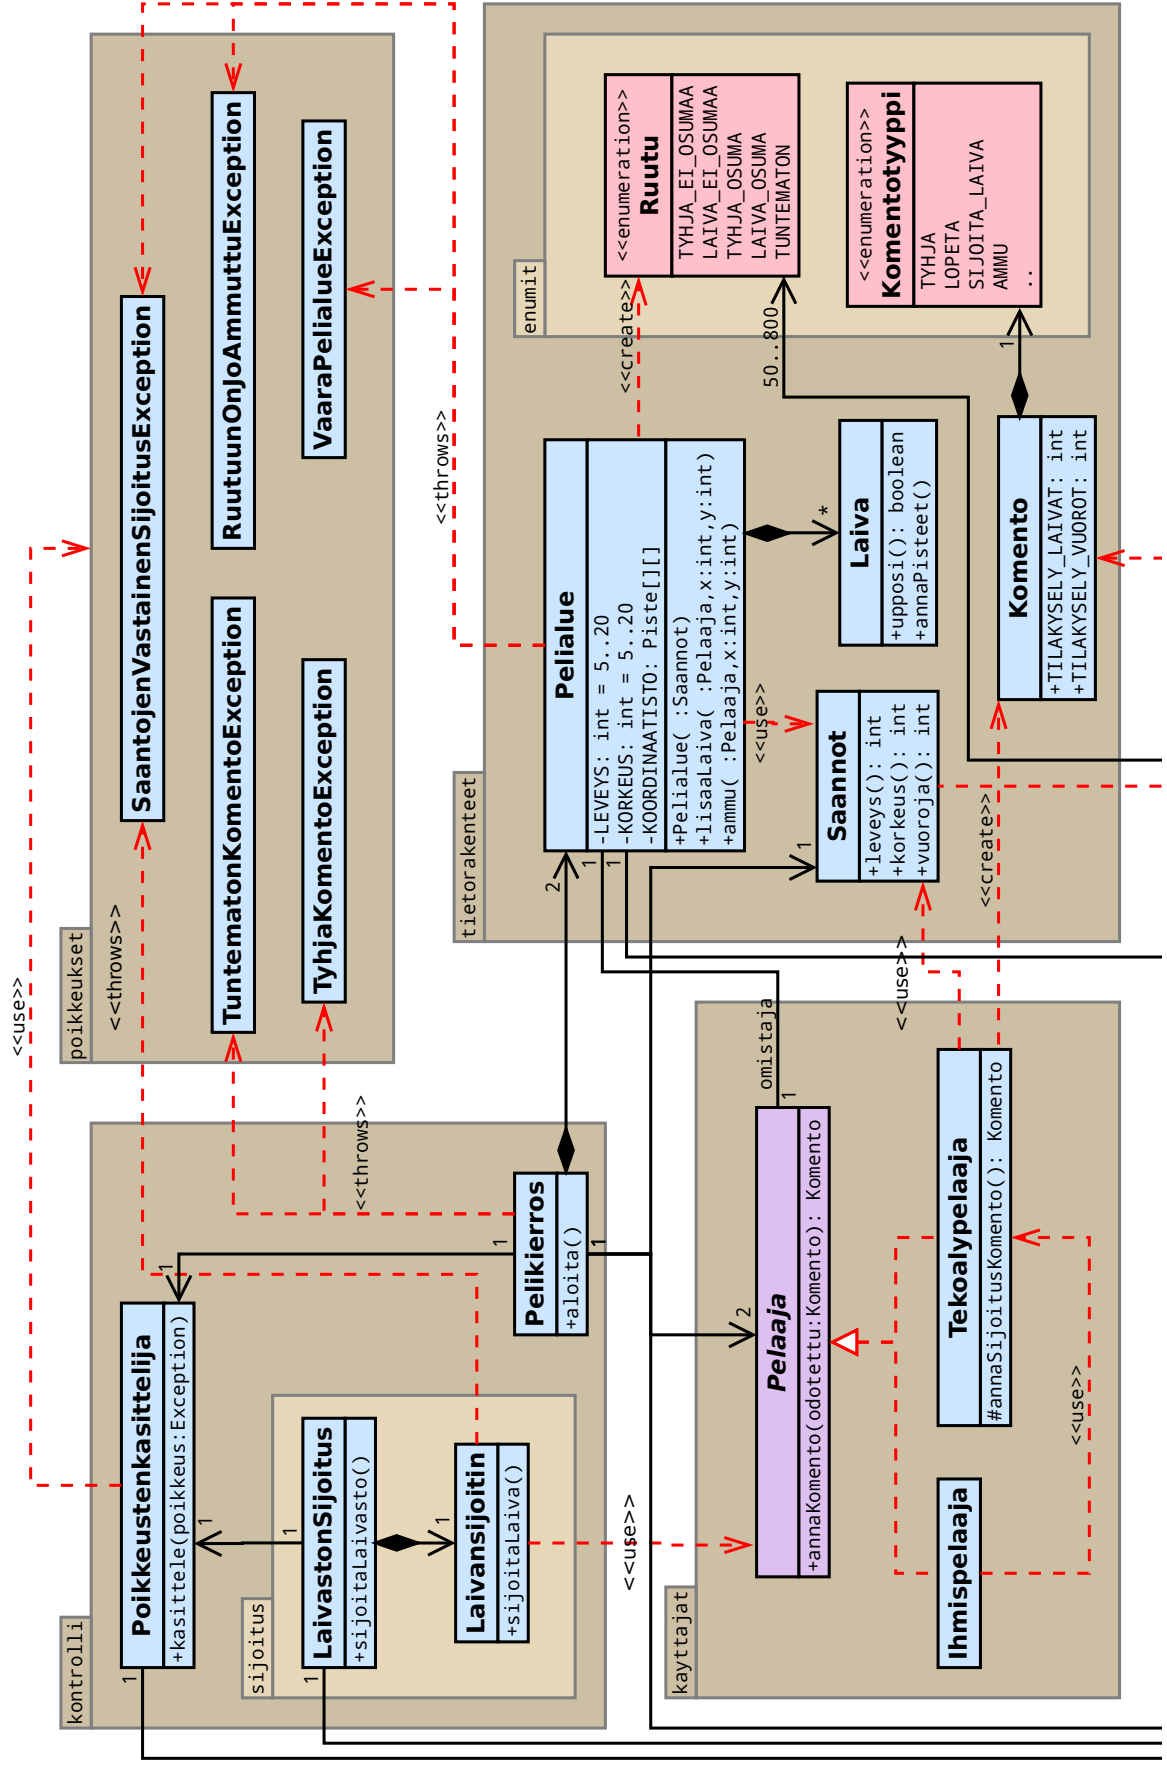 <<use>>
kontrolli
Poikkeustenkasittelija
+kasittele(poikkeus:Exception)
1
1
1
sijoitus
LaivastonSijoitus
+sijoitaLaivasto()
1
1
1
Laivansijoitin
+sijoitaLaiva()
Pelikierros
+aloita()
1
1
<<throws>>
<<throws>>
poikkeukset
SaantojenVastainenSijoitusException
TuntematonKomentoException
RuutuunOnJoAmmuttuException
TyhjaKomentoException
VaaraPelialueException
<<throws>>
<<use>>
kayttajat
Pelaaja
+annaKomento(odotettu:Komento): Komento
2
1
omistaja
Ihmispelaaja
Tekoalypelaaja
#annaSijoitusKomento(): Komento
<<use>>
<<use>>
<<create>>
tietorakenteet
Pelialue
-LEVEYS: int = 5..20
-KORKEUS: int = 5..20
-KOORDINAATISTO: Piste[][]
+Pelialue( :Saannot)
+lisaaLaiva( :Pelaaja,x:int,y:int)
+ammu( :Pelaaja,x:int,y:int)
2
1
1
<<use>>
1
Saannot
+leveys(): int
+korkeus(): int
+vuoroja(): int
*
Laiva
+upposi(): boolean
+annaPisteet()
Komento
+TILAKYSELY_LAIVAT: int
+TILAKYSELY_VUOROT: int
<<create>>
50..800
1
enumit
<<enumeration>>
Ruutu
TYHJA_EI_OSUMAA
LAIVA_EI_OSUMAA
TYHJA_OSUMA
LAIVA_OSUMA
TUNTEMATON
<<enumeration>>
Komentotyyppi
TYHJA
LOPETA
SIJOITA_LAIVA
AMMU
..